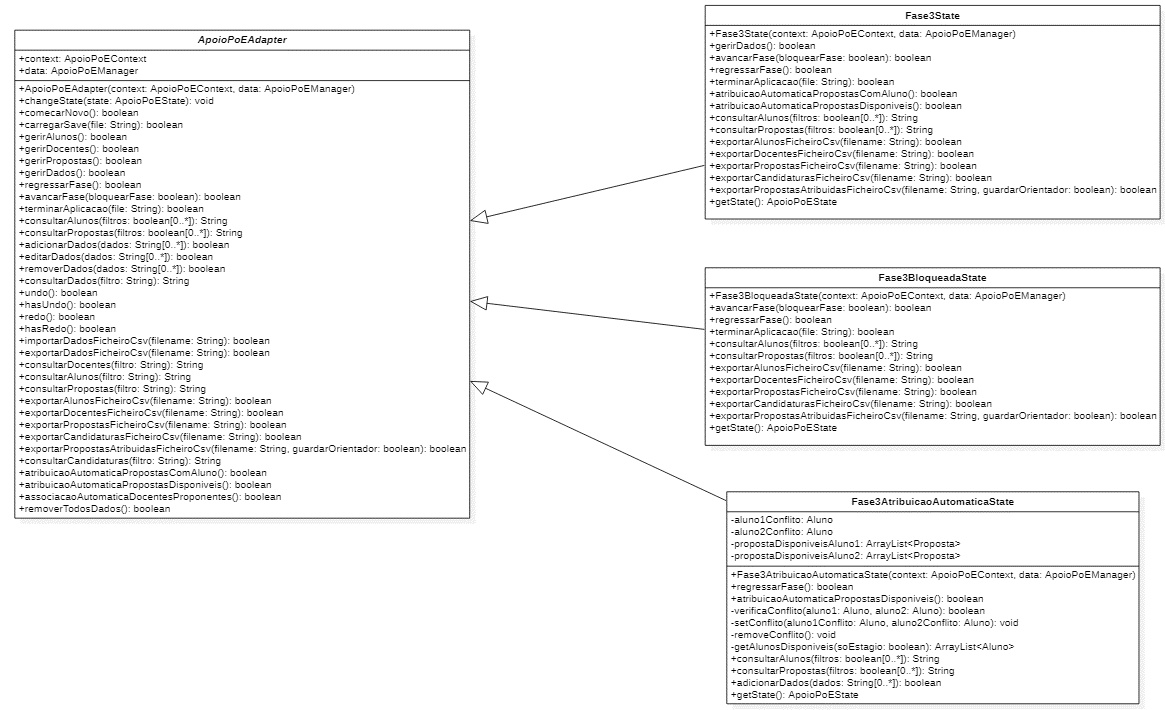 ApoioPoEAdapter
+context: ApoioPoEContext
+data: ApoioPoEManager
+ApoioPoEAdapter(context: ApoioPoEContext, data: ApoioPoEManager)
+changeState(state: ApoioPoEState): void
+comecarNovo(): boolean
+carregarSave(file: String): boolean
+gerirAlunos(): boolean
+gerirDocentes(): boolean
+gerirPropostas(): boolean
+gerirDados(): boolean
+regressarFase(): boolean
+avancarFase(bloquearFase: boolean): boolean
+terminarAplicacao(file: String): boolean
+consultarAlunos(filtros: boolean[0..*]): String
+consultarPropostas(filtros: boolean[0..*]): String
+adicionarDados(dados: String[0..*]): boolean
+editarDados(dados: String[0..*]): boolean
+removerDados(dados: String[0..*]): boolean
+consultarDados(filtro: String): String
+undo(): boolean
+hasUndo(): boolean
+redo(): boolean
+hasRedo(): boolean
+importarDadosFicheiroCsv(filename: String): boolean
+exportarDadosFicheiroCsv(filename: String): boolean
+consultarDocentes(filtro: String): String
+consultarAlunos(filtro: String): String
+consultarPropostas(filtro: String): String
+exportarAlunosFicheiroCsv(filename: String): boolean
+exportarDocentesFicheiroCsv(filename: String): boolean
+exportarPropostasFicheiroCsv(filename: String): boolean
+exportarCandidaturasFicheiroCsv(filename: String): boolean
+exportarPropostasAtribuidasFicheiroCsv(filename: String, guardarOrientador: boolean): boolean
+consultarCandidaturas(filtro: String): String
+atribuicaoAutomaticaPropostasComAluno(): boolean
+atribuicaoAutomaticaPropostasDisponiveis(): boolean
+associacaoAutomaticaDocentesProponentes(): boolean
+removerTodosDados(): boolean
Fase3State
+Fase3State(context: ApoioPoEContext, data: ApoioPoEManager)
+gerirDados(): boolean
+avancarFase(bloquearFase: boolean): boolean
+regressarFase(): boolean
+terminarAplicacao(file: String): boolean
+atribuicaoAutomaticaPropostasComAluno(): boolean
+atribuicaoAutomaticaPropostasDisponiveis(): boolean
+consultarAlunos(filtros: boolean[0..*]): String
+consultarPropostas(filtros: boolean[0..*]): String
+exportarAlunosFicheiroCsv(filename: String): boolean
+exportarDocentesFicheiroCsv(filename: String): boolean
+exportarPropostasFicheiroCsv(filename: String): boolean
+exportarCandidaturasFicheiroCsv(filename: String): boolean
+exportarPropostasAtribuidasFicheiroCsv(filename: String, guardarOrientador: boolean): boolean
+getState(): ApoioPoEState
Fase3BloqueadaState
+Fase3BloqueadaState(context: ApoioPoEContext, data: ApoioPoEManager)
+avancarFase(bloquearFase: boolean): boolean
+regressarFase(): boolean
+terminarAplicacao(file: String): boolean
+consultarAlunos(filtros: boolean[0..*]): String
+consultarPropostas(filtros: boolean[0..*]): String
+exportarAlunosFicheiroCsv(filename: String): boolean
+exportarDocentesFicheiroCsv(filename: String): boolean
+exportarPropostasFicheiroCsv(filename: String): boolean
+exportarCandidaturasFicheiroCsv(filename: String): boolean
+exportarPropostasAtribuidasFicheiroCsv(filename: String, guardarOrientador: boolean): boolean
+getState(): ApoioPoEState
Fase3AtribuicaoAutomaticaState
-aluno1Conflito: Aluno
-aluno2Conflito: Aluno
-propostaDisponiveisAluno1: ArrayList<Proposta>
-propostaDisponiveisAluno2: ArrayList<Proposta>
+Fase3AtribuicaoAutomaticaState(context: ApoioPoEContext, data: ApoioPoEManager)
+regressarFase(): boolean
+atribuicaoAutomaticaPropostasDisponiveis(): boolean
-verificaConflito(aluno1: Aluno, aluno2: Aluno): boolean
-setConflito(aluno1Conflito: Aluno, aluno2Conflito: Aluno): void
-removeConflito(): void
-getAlunosDisponiveis(soEstagio: boolean): ArrayList<Aluno>
+consultarAlunos(filtros: boolean[0..*]): String
+consultarPropostas(filtros: boolean[0..*]): String
+adicionarDados(dados: String[0..*]): boolean
+getState(): ApoioPoEState